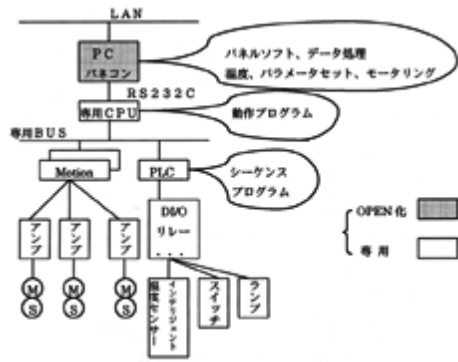 LAN
PC
パネコン
パネルソフト、データ処理
温度、パラメータセット、モータリング
RS232C
専用CPU
動作プログラム
専用BUS
Motion
PLC
シーケンス
プログラム
アンプ
アンプ
アンプ
DI/O
リレー
...
OPEN化
専用
M
S
M
S
M
S
インテリジェント
温度センサー
スイッチ
ランプ